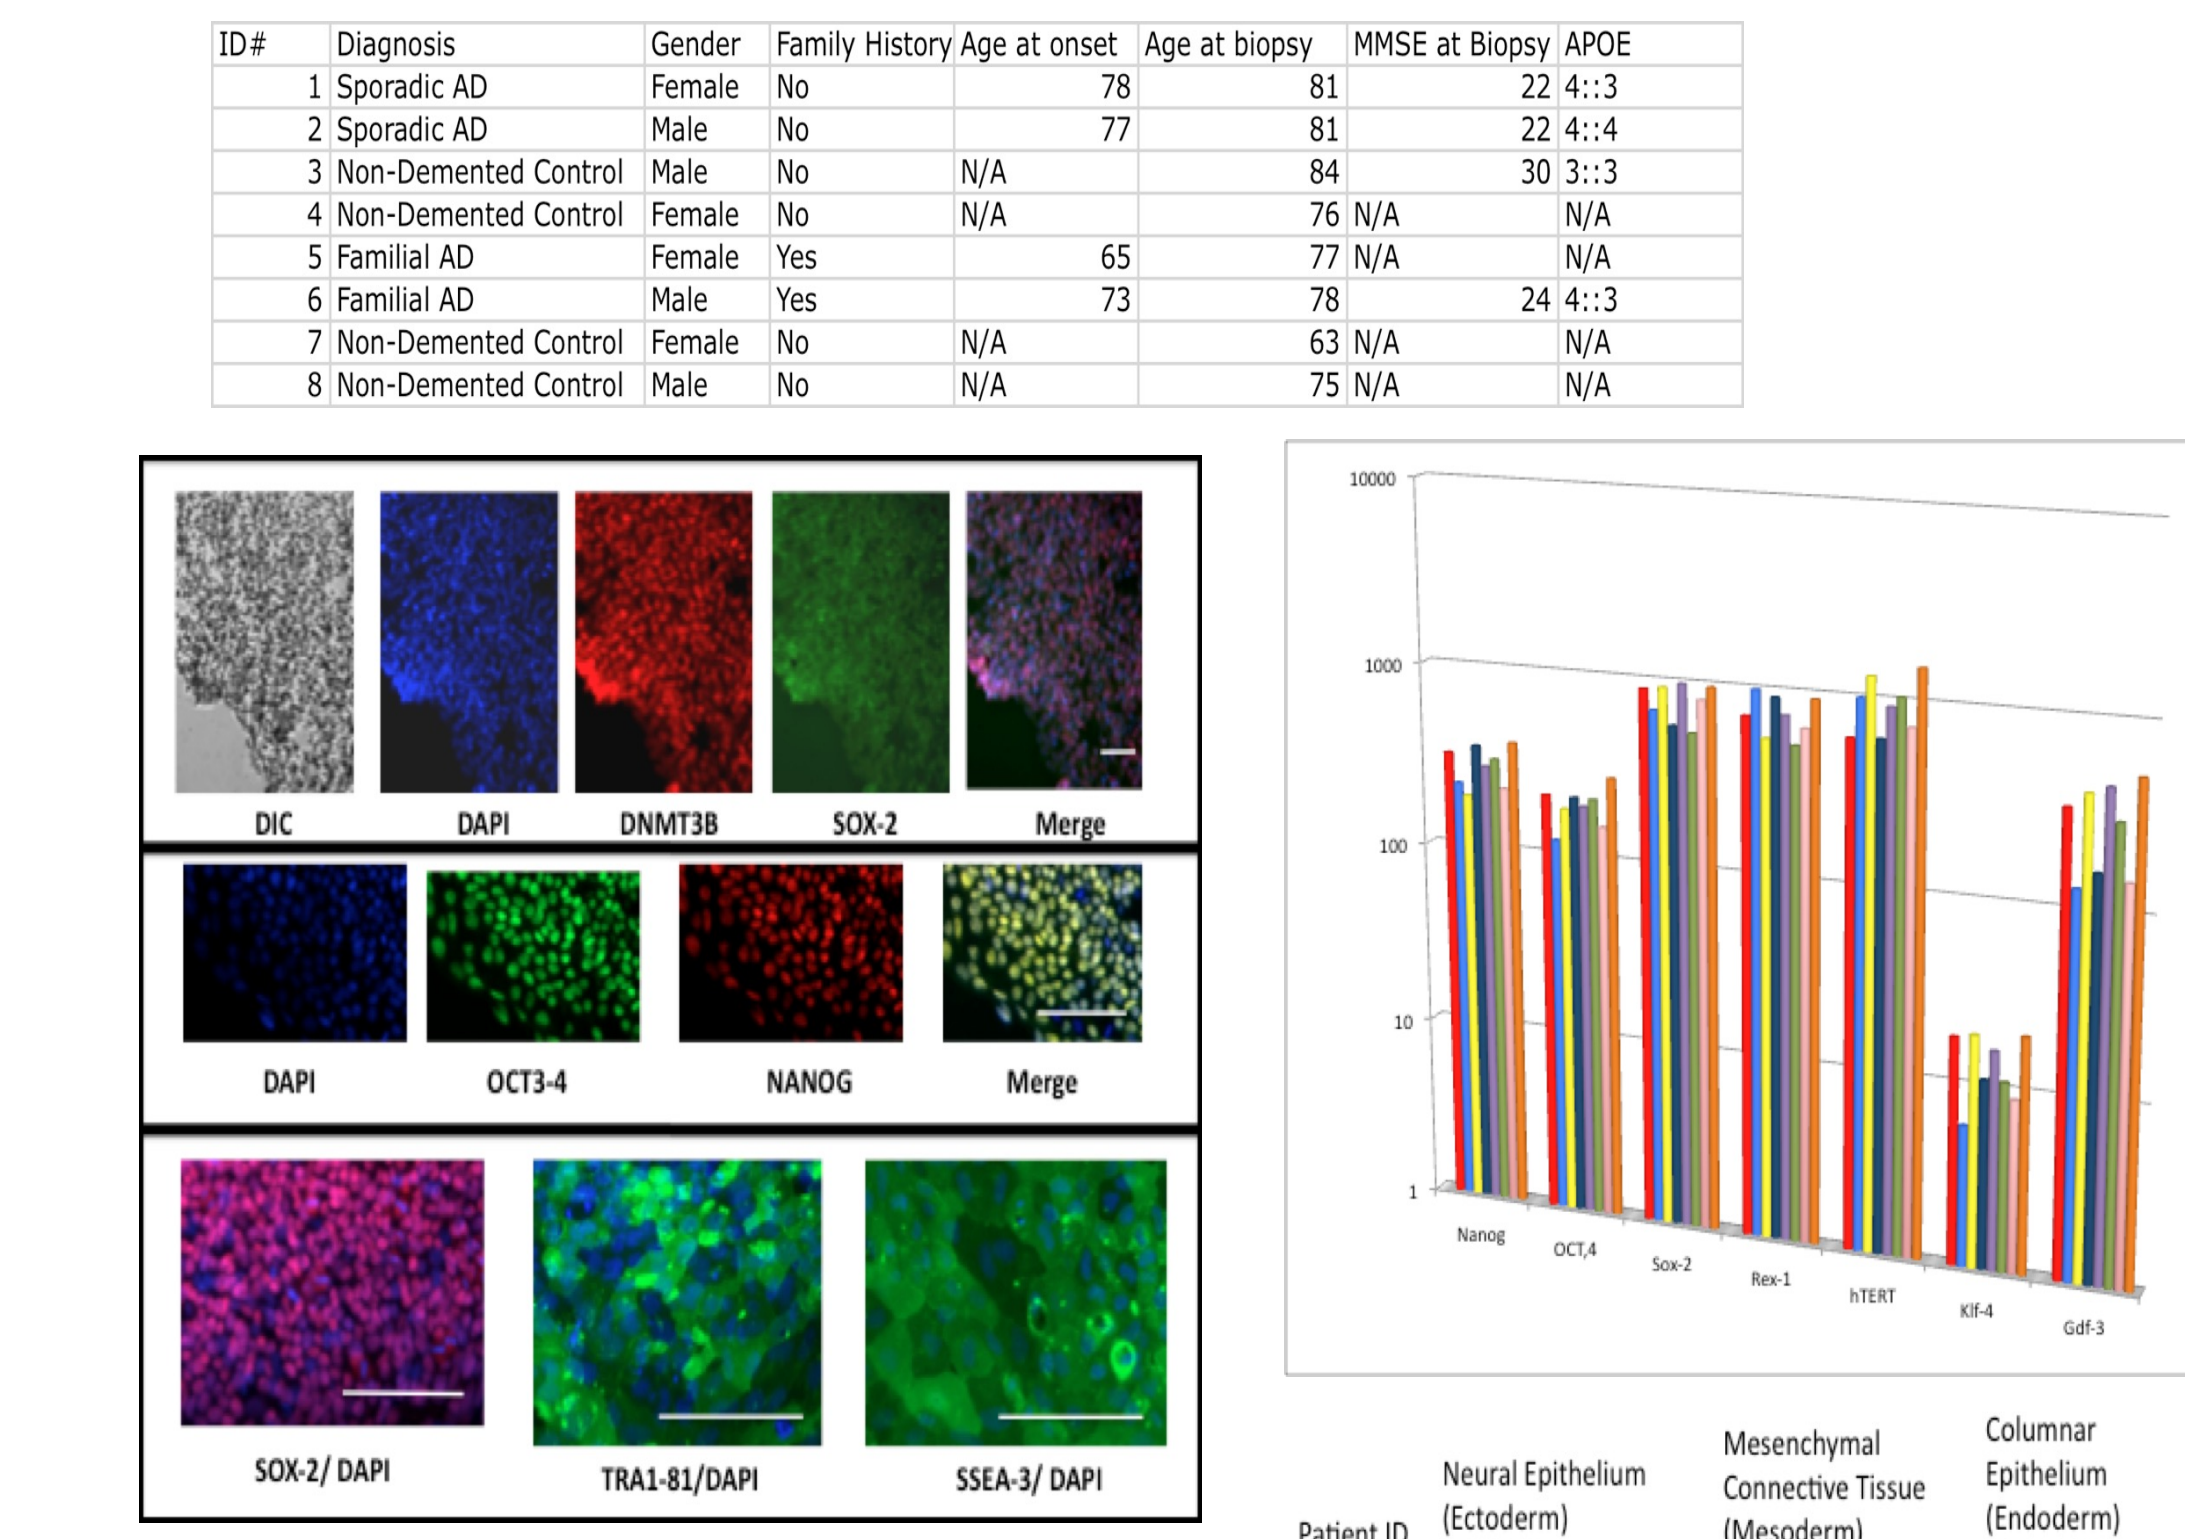 ID# Diagnosis Gender Family History Age at onset Age at biopsy MMSE at Biopsy APOE
1 Sporadic AD Female No 78 81 22 4::3
2 Sporadic AD Male No 77 81 22 4::4
3 Non-Demented Control Male No N/A 84 30 3::3
4 Non-Demented Control Female No N/A 76 N/A N/A
5 Familial AD Female Yes 65 77 N/A N/A
6 Familial AD Male Yes 73 78 24 4::3
7 Non-Demented Control Female No N/A 63 N/A N/A
8 Non-Demented Control Male No N/A 75 N/A N/A
DIC DAPI DNMT3B SOX-2 Merge
DAPI OCT3-4 NANOG Merge
SOX-2/ DAPI TRA1-81/DAPI SSEA-3/ DAPI
10000
1000
100
10
1
Nanog OCT,4 Sox-2 Rex-1 hTERT Klf-4 Gdf-3
Patient ID
Neural Epithelium
(Ectoderm)
Mesenchymal
Connective Tissue
(Mesoderm)
Columnar
Epithelium
(Endoderm)